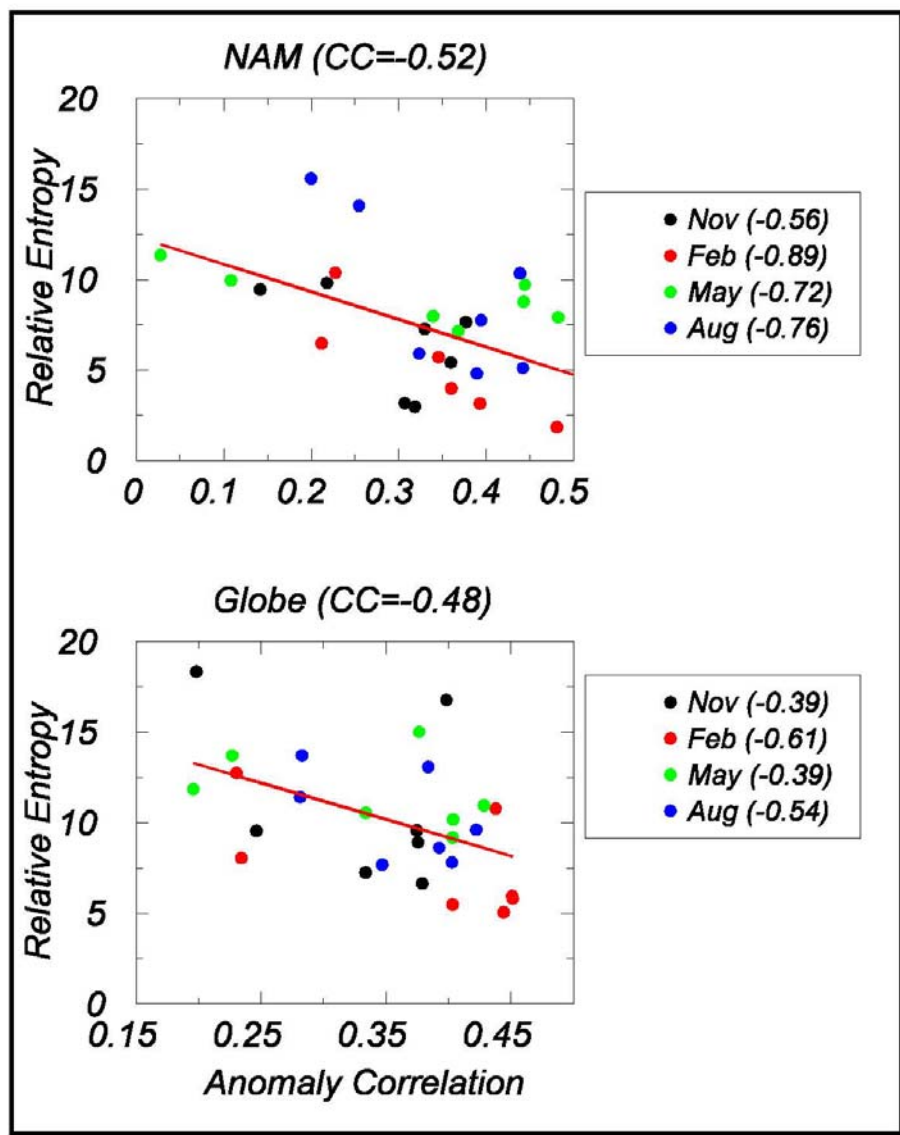 NAM (CC=-0.52)
20
15
10
5
0
Relative Entropy
0 0.1 0.2 0.3 0.4 0.5
Nov (-0.56)
Feb (-0.89)
May (-0.72)
Aug (-0.76)
Globe (CC=-0.48)
20
15
10
5
0
Relative Entropy
0.15 0.25 0.35 0.45
Anomaly Correlation
Nov (-0.39)
Feb (-0.61)
May (-0.39)
Aug (-0.54)